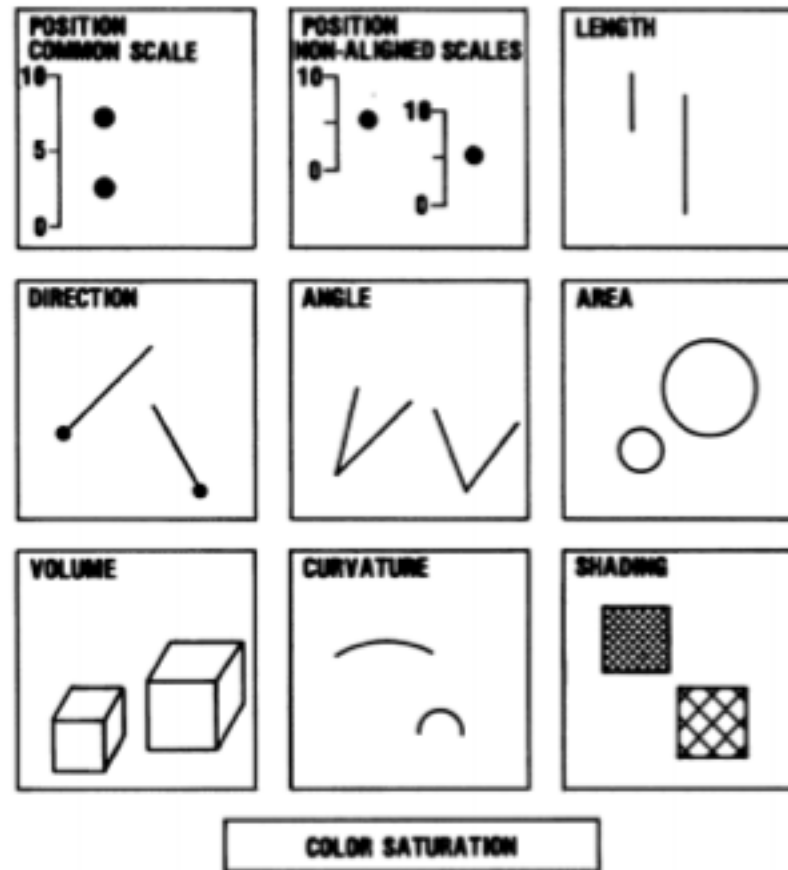 POSITION
COMMON SCALE
10
5
0
POSITION
NON-ALIGNED SCALES
10
0
10
0
LENGTH
DIRECTION
ANGLE
AREA
VOLUME
CURVATURE
SHADING
COLOR SATURATION